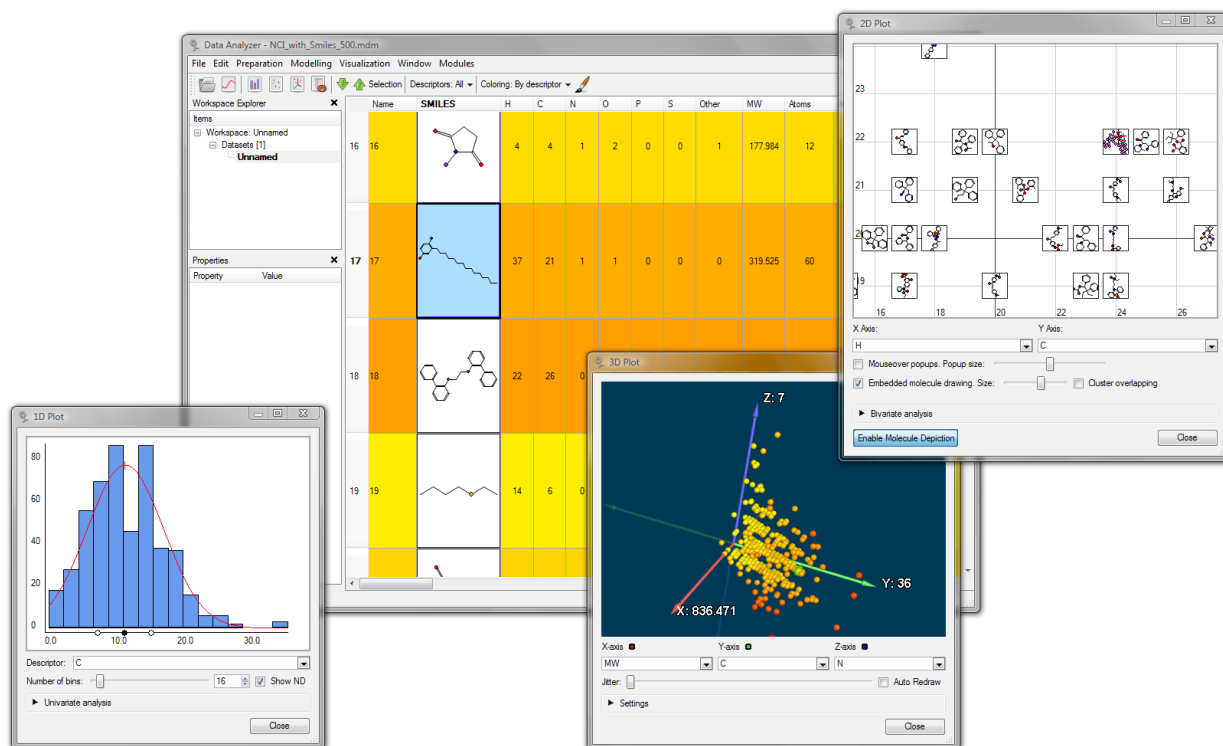 Data Analyzer - NCI_with_Smiles_500.mdm
File Edit Preparation Modelling Visualization Window Modules
Selection Descriptors: All Coloring: By descriptor
Workspace Explorer
Items
Workspace: Unnamed
Datasets [1]
Unnamed
Properties
Property Value
Name SMILES H C N O P S Other MW Atoms
16 16 4 4 1 2 0 0 1 177.984 12
17 17 37 21 1 1 0 0 0 319.525 60
18 18 22 26 0
19 19 14 6 0
2D Plot
23
22
21
20
19
16 18 20 22 24 26
X Axis: Y Axis:
H C
Mouseover popups. Popup size:
Embedded molecule drawing. Size: Cluster overlapping
Bivariate analysis
Enable Molecule Depiction Close
1D Plot
80
60
40
20
0
0.0 10.0 20.0 30.0
Descriptor: C
Number of bins: 16 Show ND
Univariate analysis
Close
3D Plot
Z: 7
Y: 36
X: 836.471
X-axis Y-axis Z-axis
MW C N
Jitter: Auto Redraw
Settings
Close